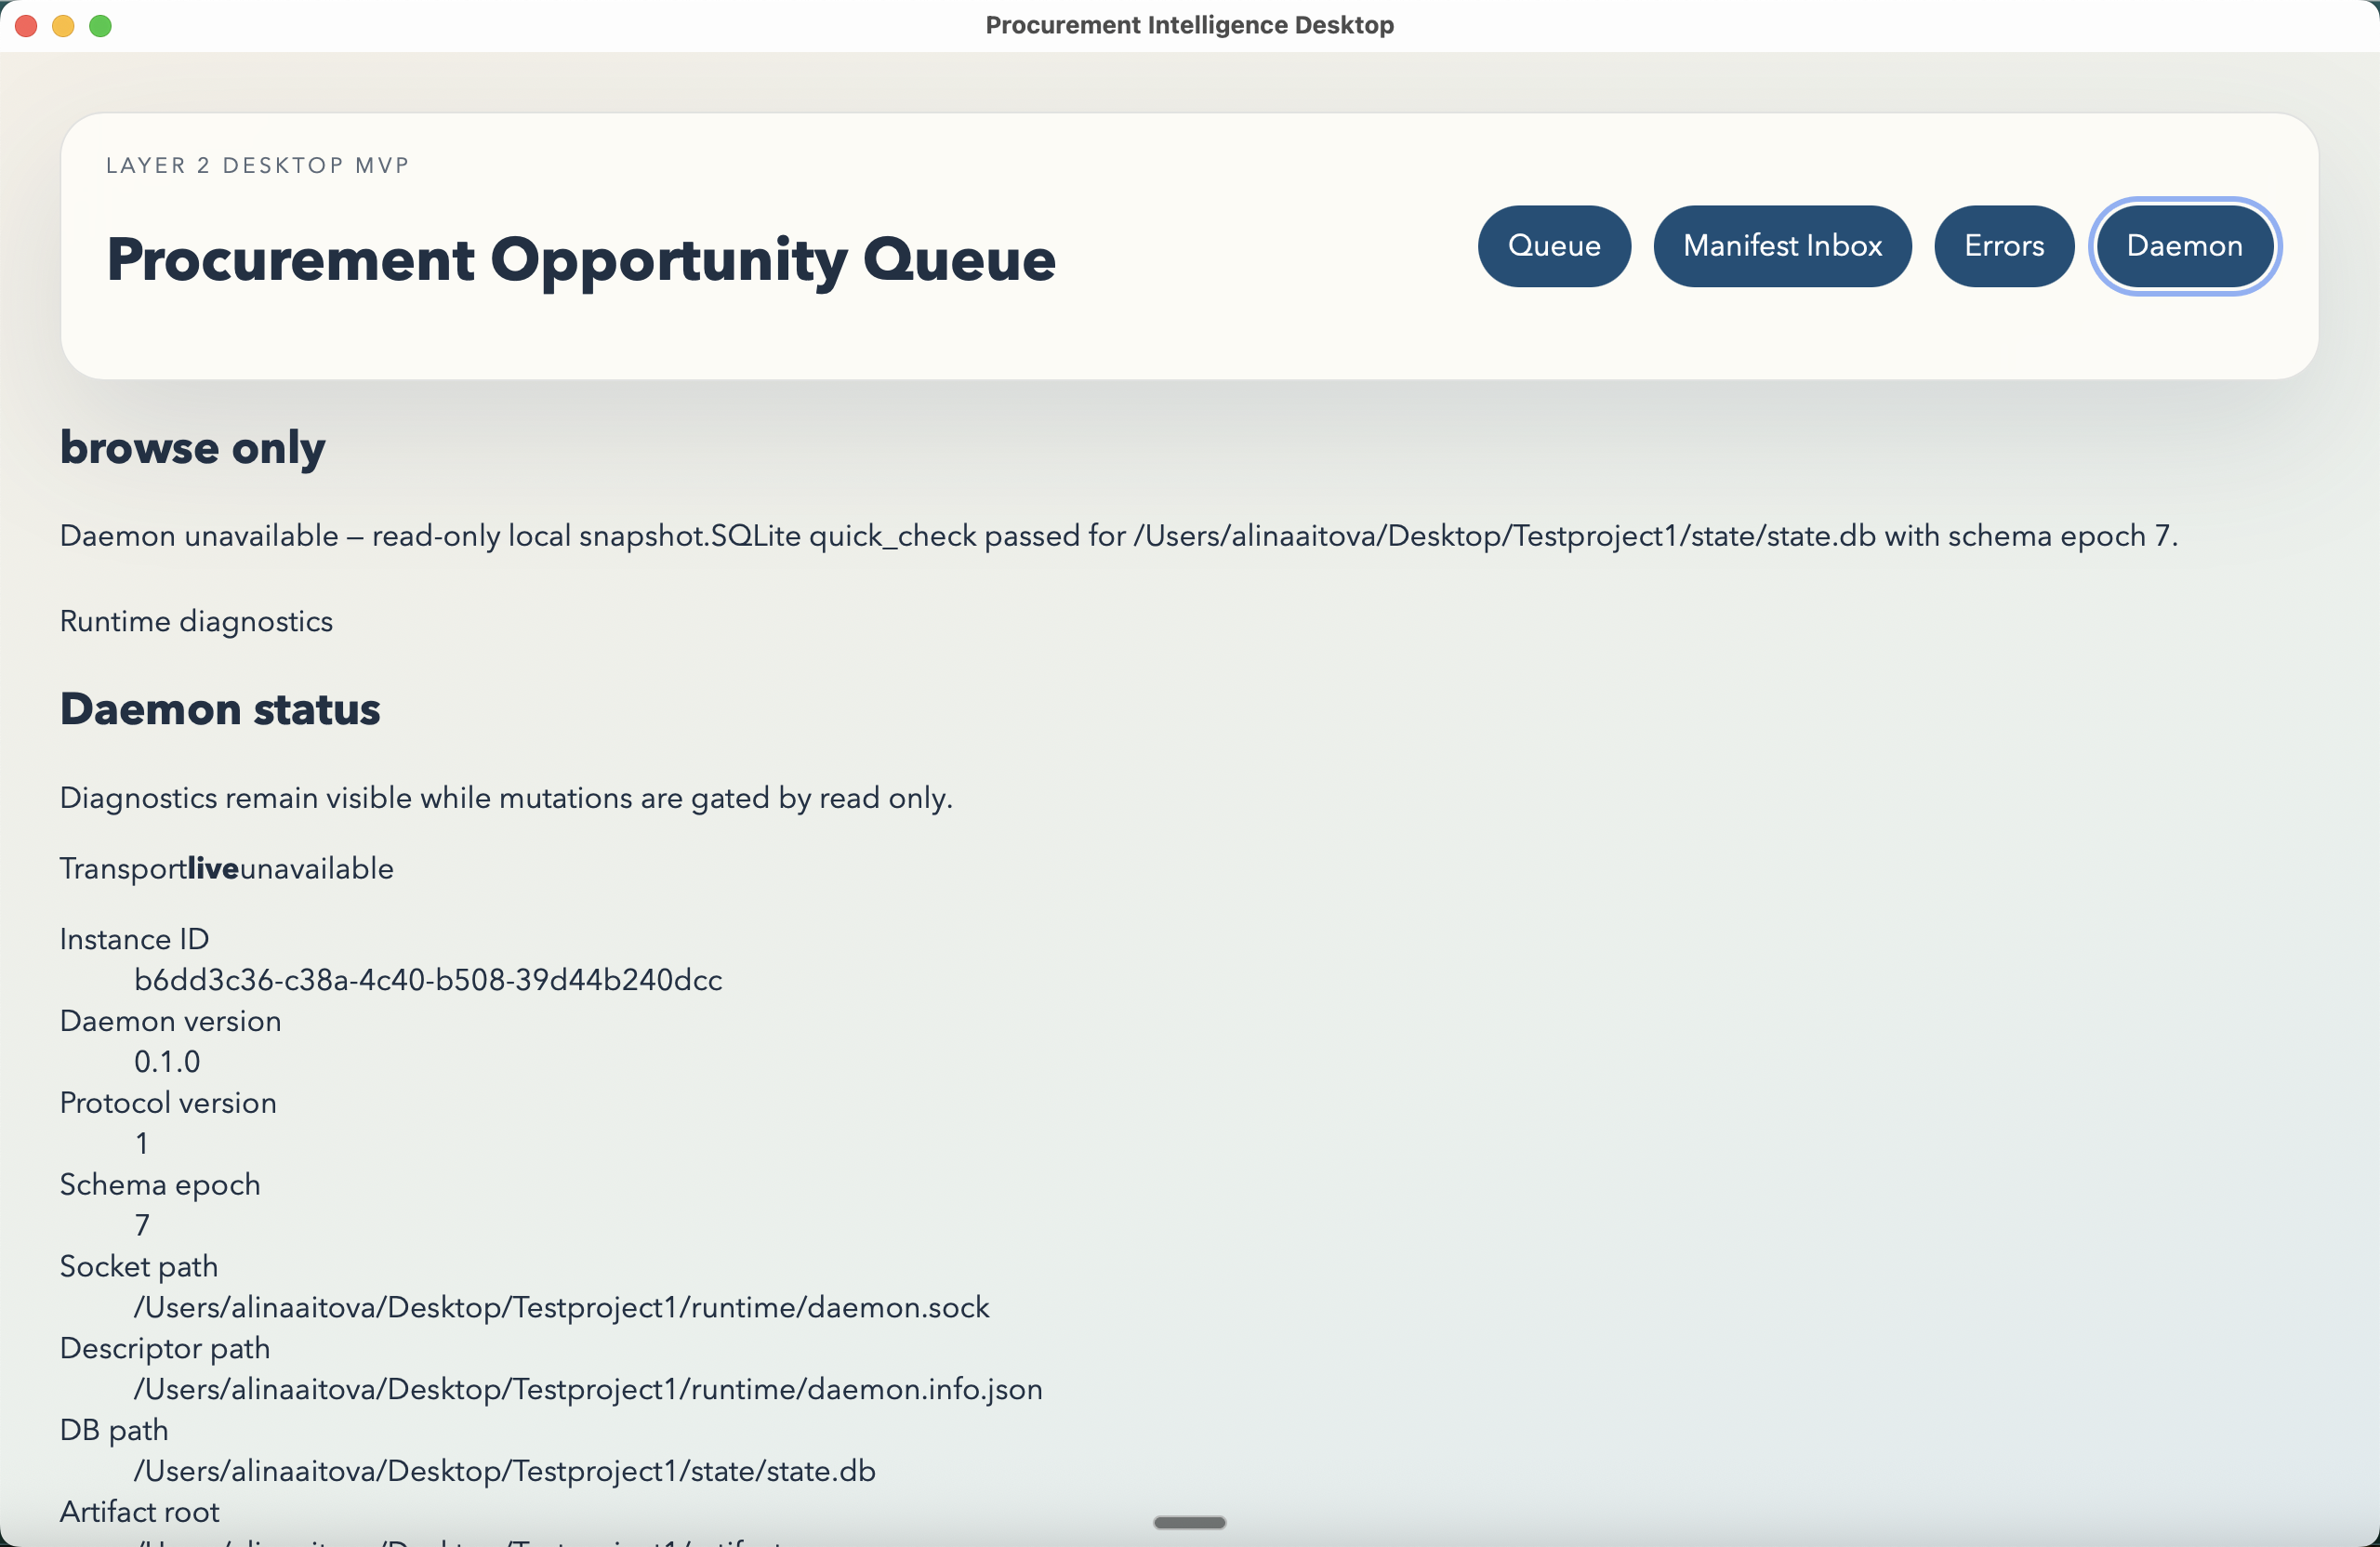 Procurement Intelligence Desktop
LAYER 2 DESKTOP MVP
Procurement Opportunity Queue
Queue
Manifest Inbox
Errors
Daemon
browse only
Daemon unavailable – read-only local snapshot.SQLite quick_check passed for /Users/alinaaitova/Desktop/Testproject1/state/state.db with schema epoch 7.
Runtime diagnostics
Daemon status
Diagnostics remain visible while mutations are gated by read only.
Transportliveunavailable
Instance ID
b6dd3c36-c38a-4c40-b508-39d44b240dcc
Daemon version
0.1.0
Protocol version
1
Schema epoch
7
Socket path
/Users/alinaaitova/Desktop/Testproject1/runtime/daemon.sock
Descriptor path
/Users/alinaaitova/Desktop/Testproject1/runtime/daemon.info.json
DB path
/Users/alinaaitova/Desktop/Testproject1/state/state.db
Artifact root